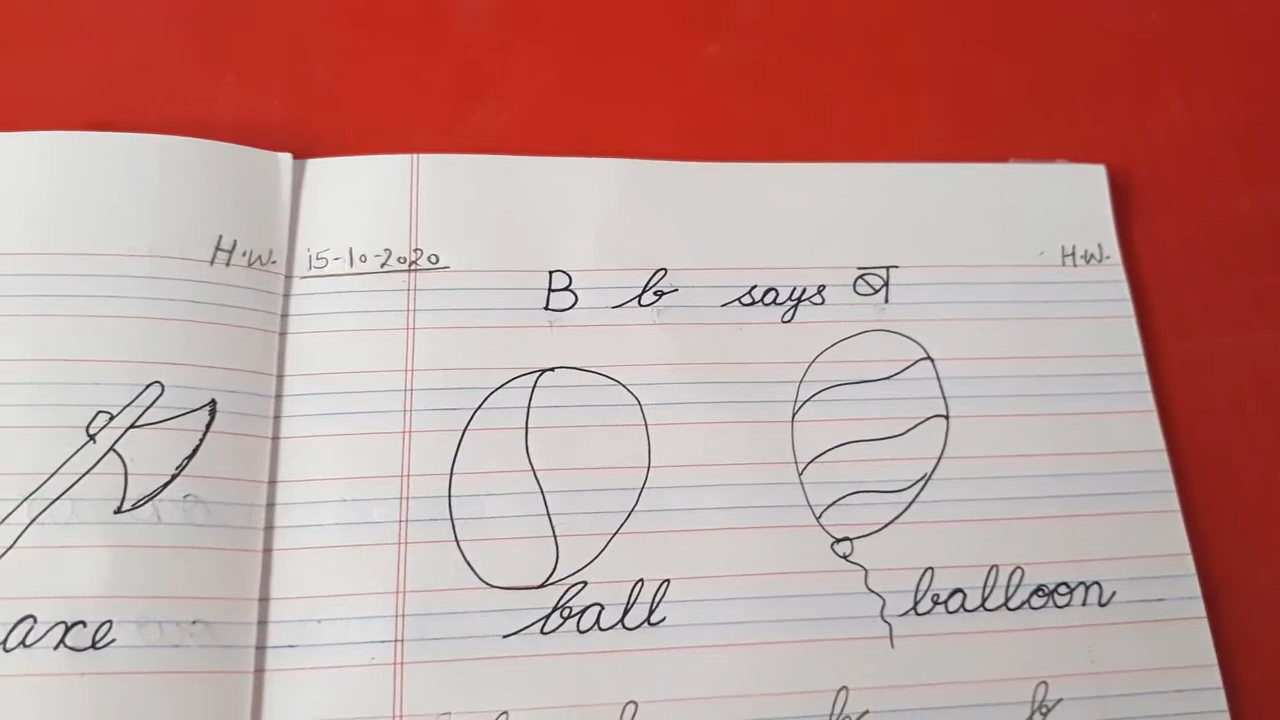 H.W.
axe
15-10-2020 H.W.
B b says ब
ball balloon
b b b b